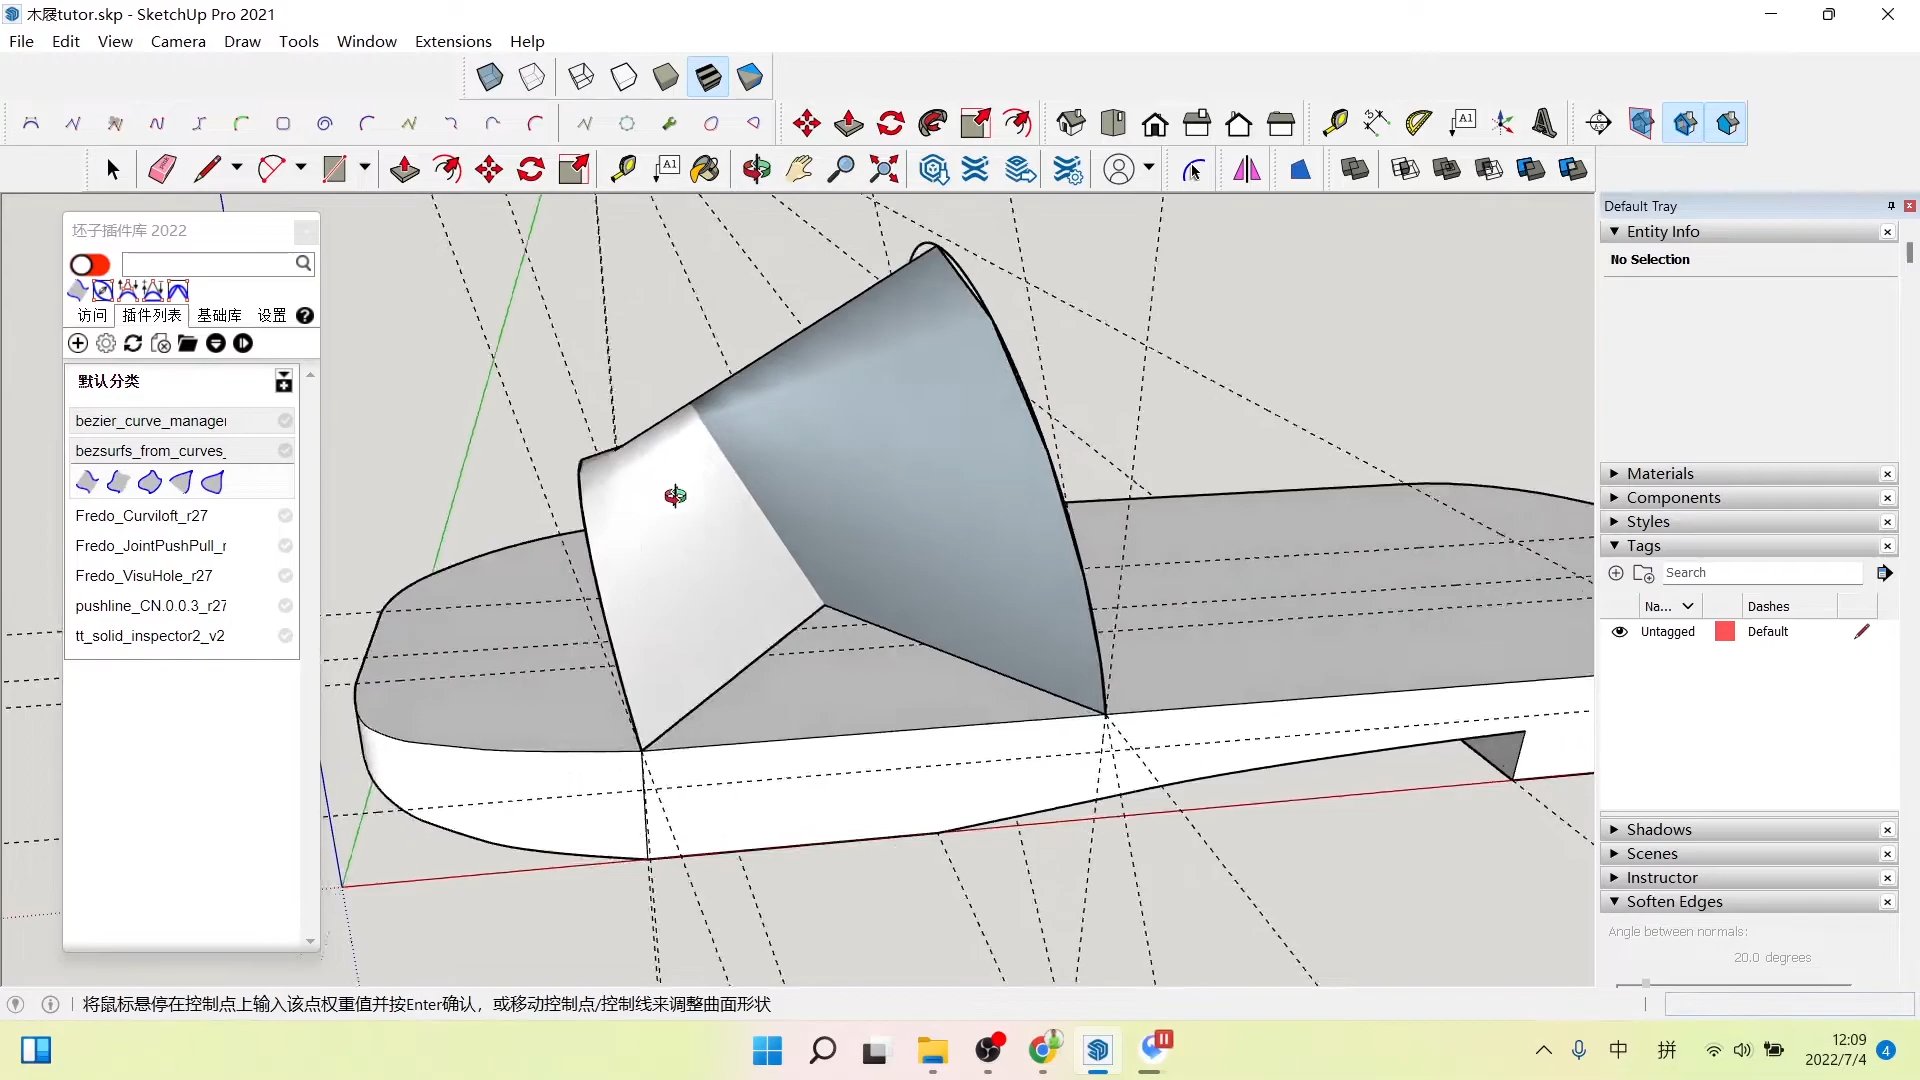 木屐tutor.skp - SketchUp Pro 2021
File Edit View Camera Draw Tools Window Extensions Help
坯子插件库 2022
访问 插件列表 基础库 设置
默认分类
bezier_curve_manager
bezsurfs_from_curves_
Fredo_Curviloft_r27
Fredo_JointPushPull_r
Fredo_VisuHole_r27
pushline_CN.0.0.3_r27
tt_solid_inspector2_v2
Default Tray
Entity Info
No Selection
Materials
Components
Styles
Tags
Search
Na... Dashes
Untagged Default
Shadows
Scenes
Instructor
Soften Edges
Angle between normals:
20.0 degrees
将鼠标悬停在控制点上输入该点权重值并按Enter确认，或移动控制点/控制线来调整曲面形状
中 拼
12:09
2022/7/4 4